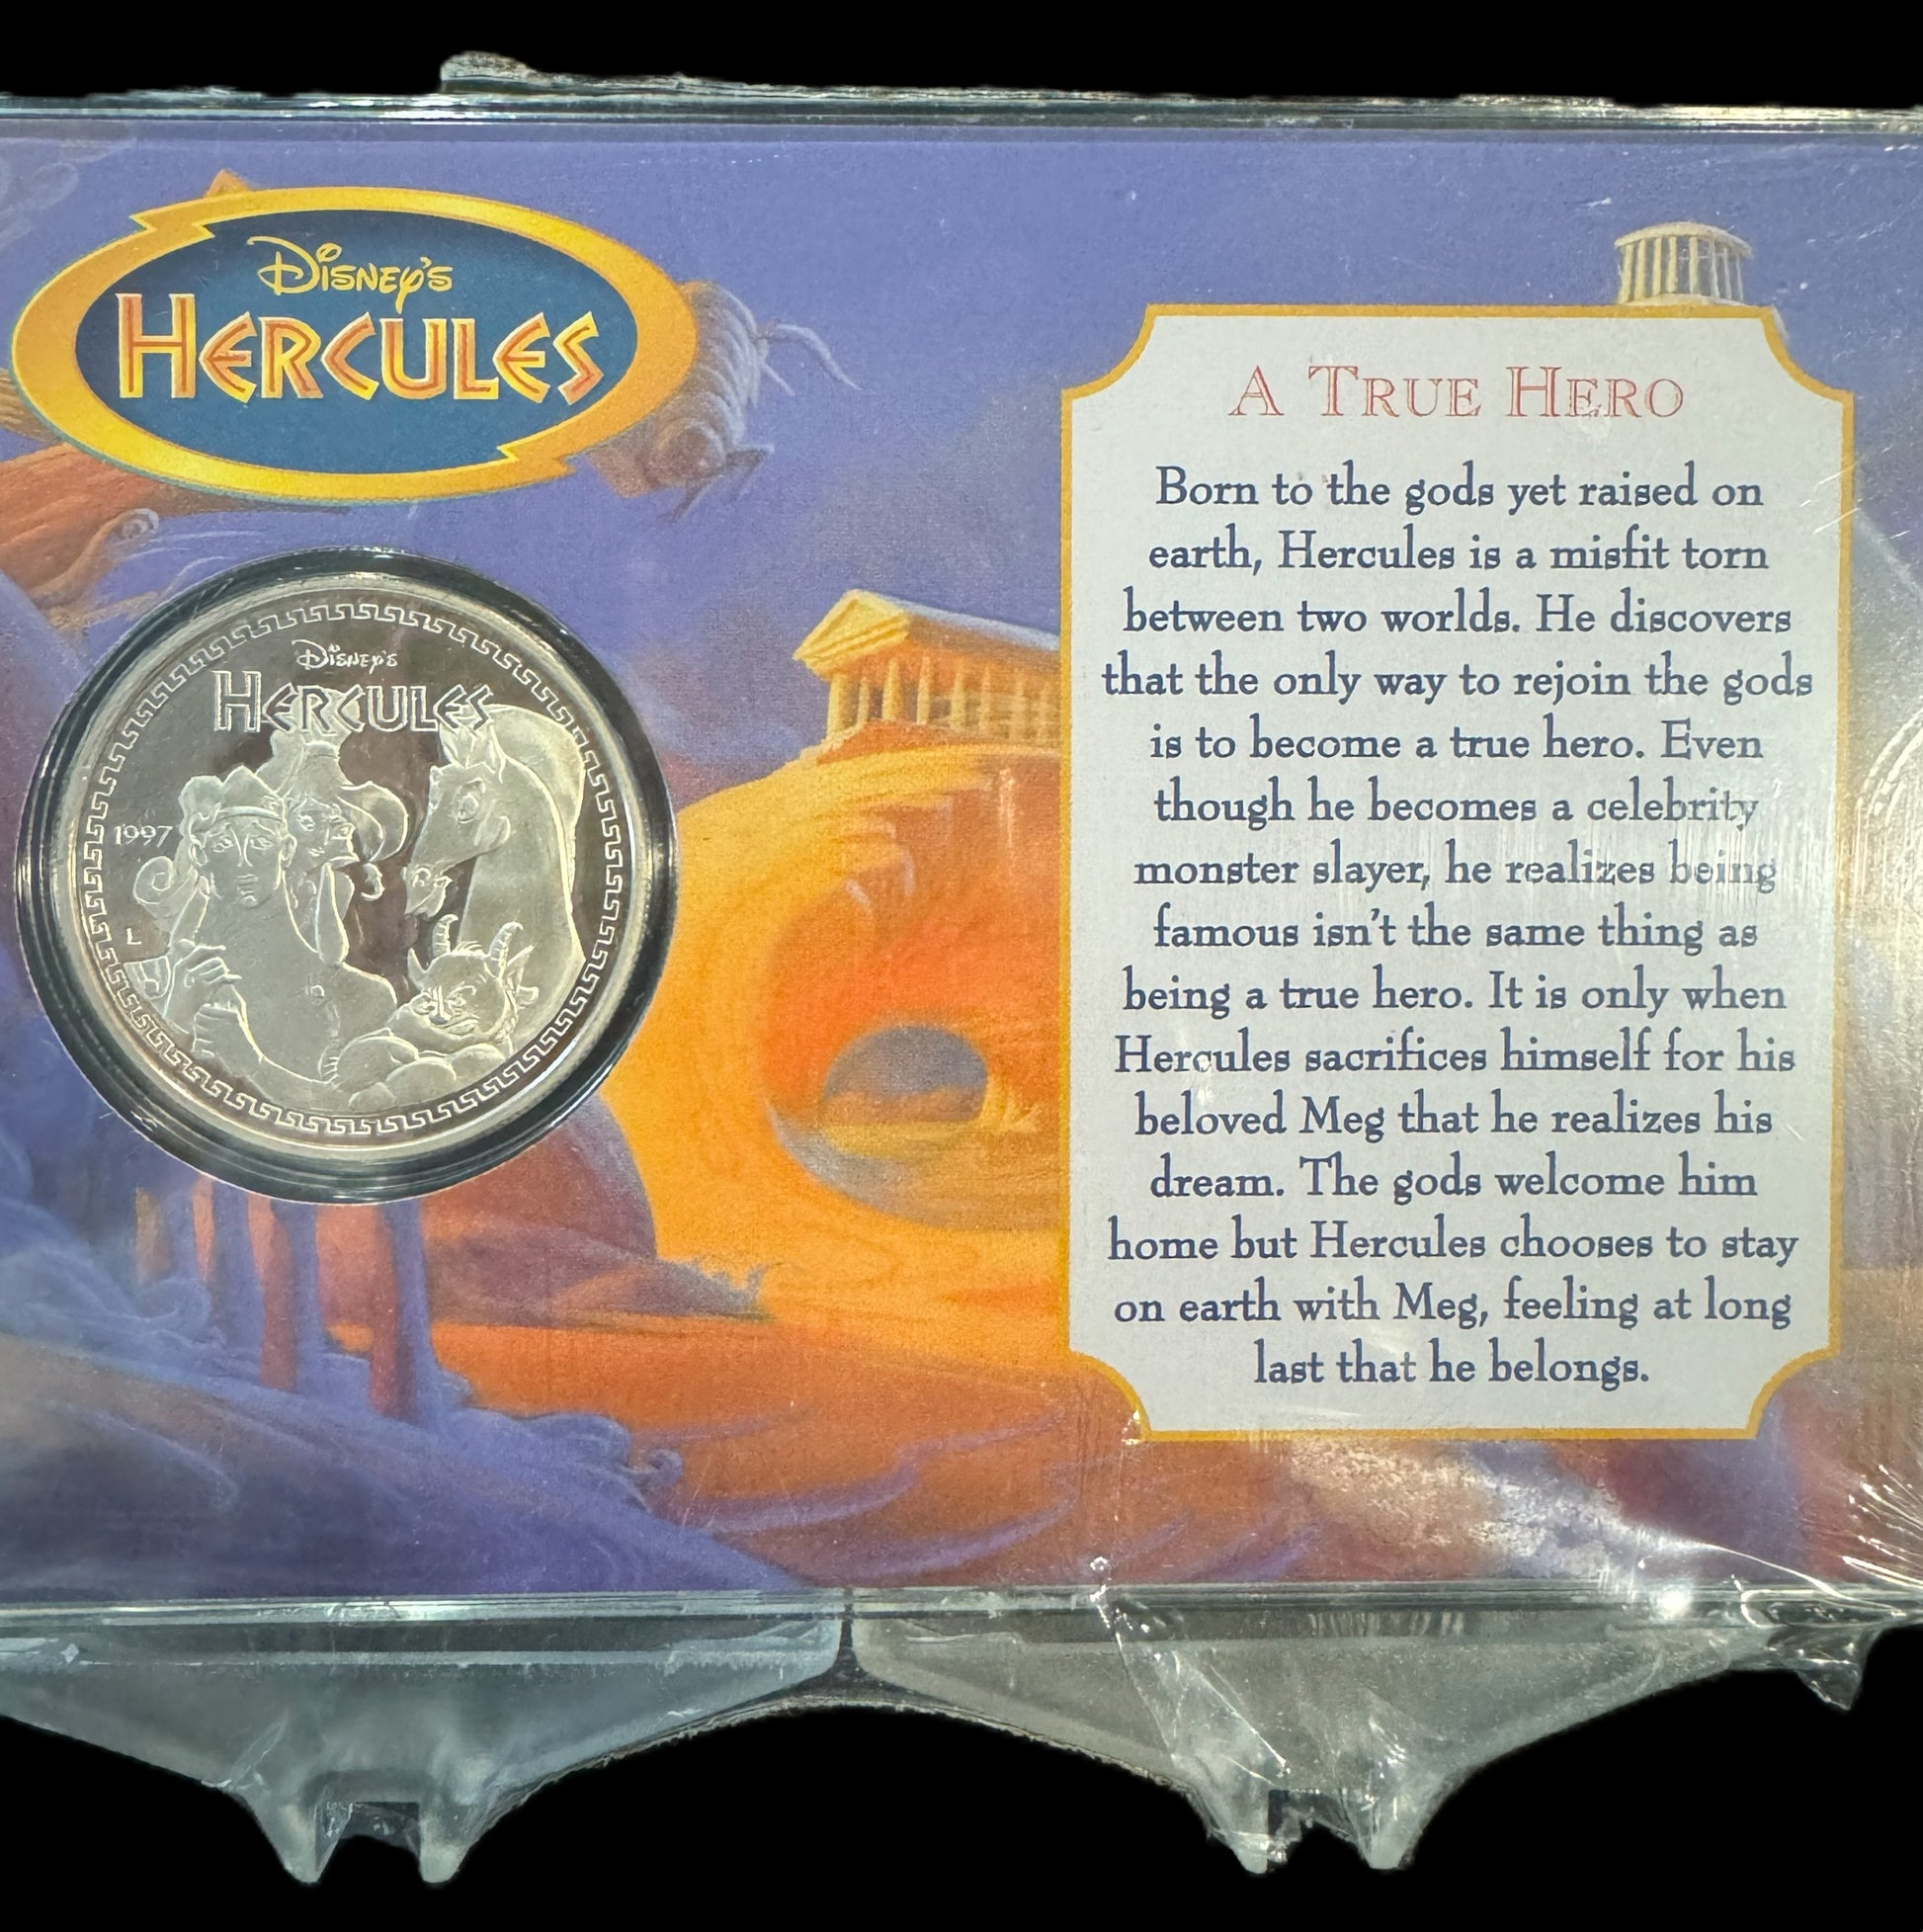 DISNEY'S
HERCULES
DISNEY'S
HERCULES
1997
L
A TRUE HERO
Born to the gods yet raised on
earth, Hercules is a misfit torn
between two worlds. He discovers
that the only way to rejoin the gods
is to become a true hero. Even
though he becomes a celebrity
monster slayer, he realizes being
famous isn't the same thing as
being a true hero. It is only when
Hercules sacrifices himself for his
beloved Meg that he realizes his
dream. The gods welcome him
home but Hercules chooses to stay
on earth with Meg, feeling at long
last that he belongs.